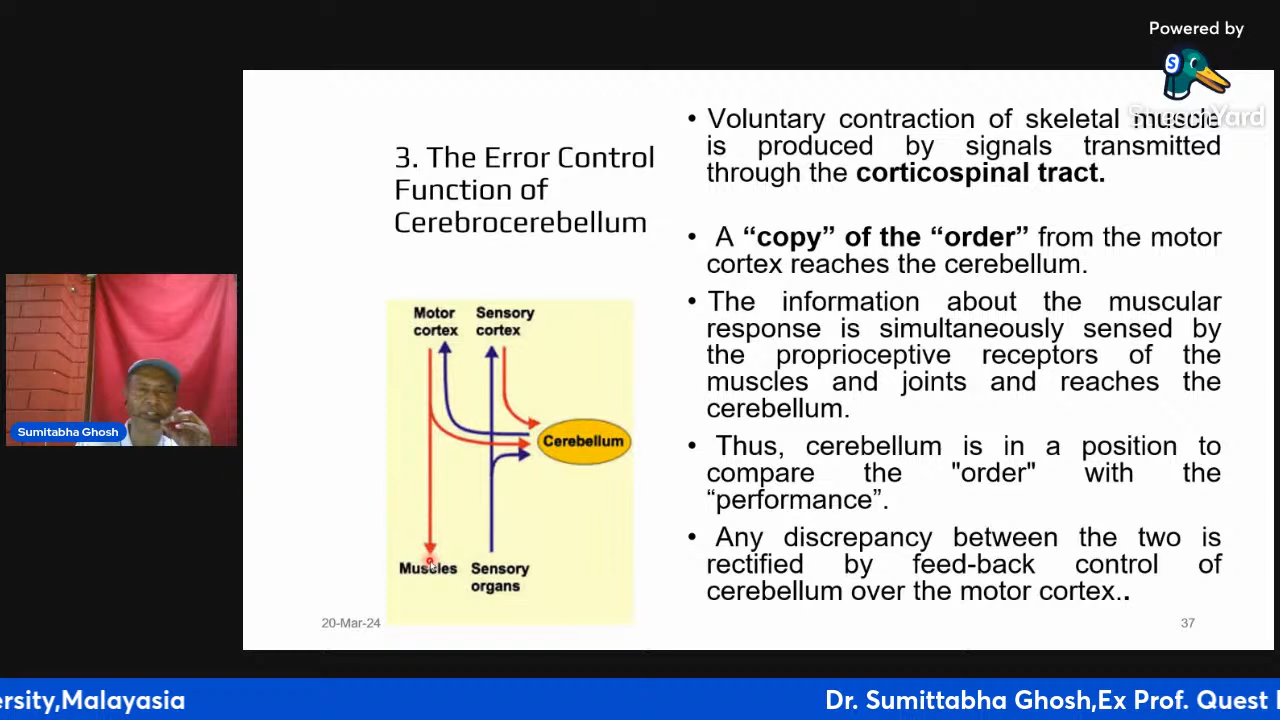 Powered by
S
StreamYard
3. The Error Control
Function of
Cerebrocerebellum
• Voluntary contraction of skeletal muscle
is produced by signals transmitted
through the corticospinal tract.
• A “copy” of the “order” from the motor
cortex reaches the cerebellum.
• The information about the muscular
response is simultaneously sensed by
the proprioceptive receptors of the
muscles and joints and reaches the
cerebellum.
• Thus, cerebellum is in a position to
compare the "order" with the
“performance”.
• Any discrepancy between the two is
rectified by feed-back control of
cerebellum over the motor cortex..
Motor cortex
Sensory cortex
Cerebellum
Muscles
Sensory organs
20-Mar-24
37
Sumitabha Ghosh
ersity,Malayasia
Dr. Sumittabha Ghosh,Ex Prof. Quest